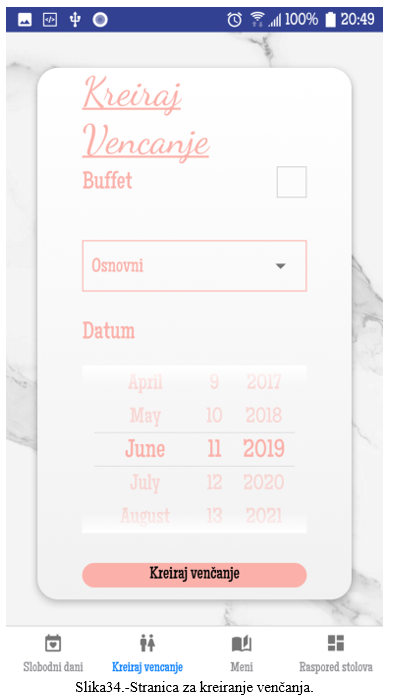 100% 20:49
Kreiraj
Vencanje
Buffet
Osnovni
Datum
April 9 2017
May 10 2018
June 11 2019
July 12 2020
August 13 2021
Kreiraj venčanje
Slobodni dani Kreiraj vencanje Meni Raspored stolova
Slika34.-Stranica za kreiranje venčanja.